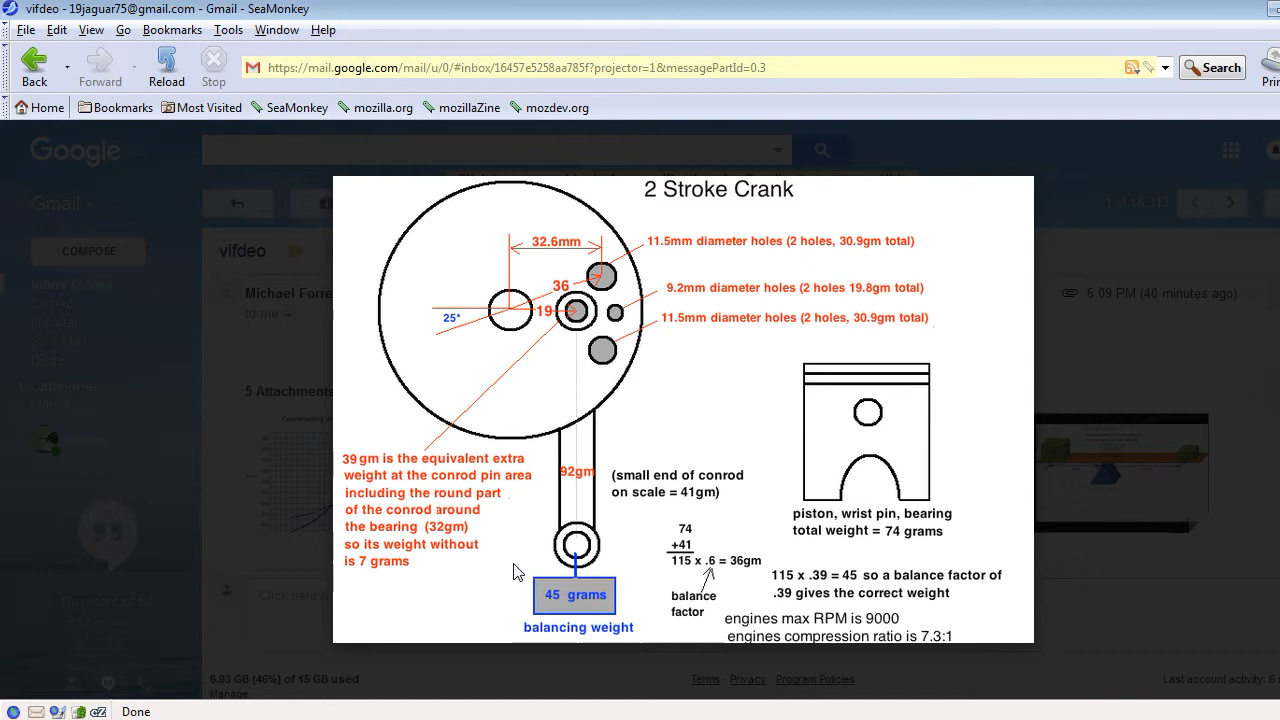 vifdeo - 19jaguar75@gmail.com - Gmail - SeaMonkey
File Edit View Go Bookmarks Tools Window Help
Back Forward Reload Stop
https://mail.google.com/mail/u/0/#inbox/16457e5258aa785f?projector=1&messagePartId=0.3
Search
Home Bookmarks Most Visited SeaMonkey mozilla.org mozillaZine mozdev.org
Google
Gmail
COMPOSE
vifdeo
6:09 PM (40 minutes ago)
to me
5 Attachments
2 Stroke Crank
32.6mm
11.5mm diameter holes (2 holes, 30.9gm total)
36
9.2mm diameter holes (2 holes 19.8gm total)
19
25*
11.5mm diameter holes (2 holes, 30.9gm total)
39gm is the equivalent extra
weight at the conrod pin area
including the round part
of the conrod around
the bearing (32gm)
so its weight without
is 7 grams
92gm
(small end of conrod
on scale = 41gm)
74
+41
115 x .6 = 36gm
balance
factor
45 grams
balancing weight
piston, wrist pin, bearing
total weight = 74 grams
115 x .39 = 45 so a balance factor of
.39 gives the correct weight
engines max RPM is 9000
engines compression ratio is 7.3:1
6.93 GB (46%) of 15 GB used
Manage
Terms - Privacy - Program Policies
Last account activity: 6
Done